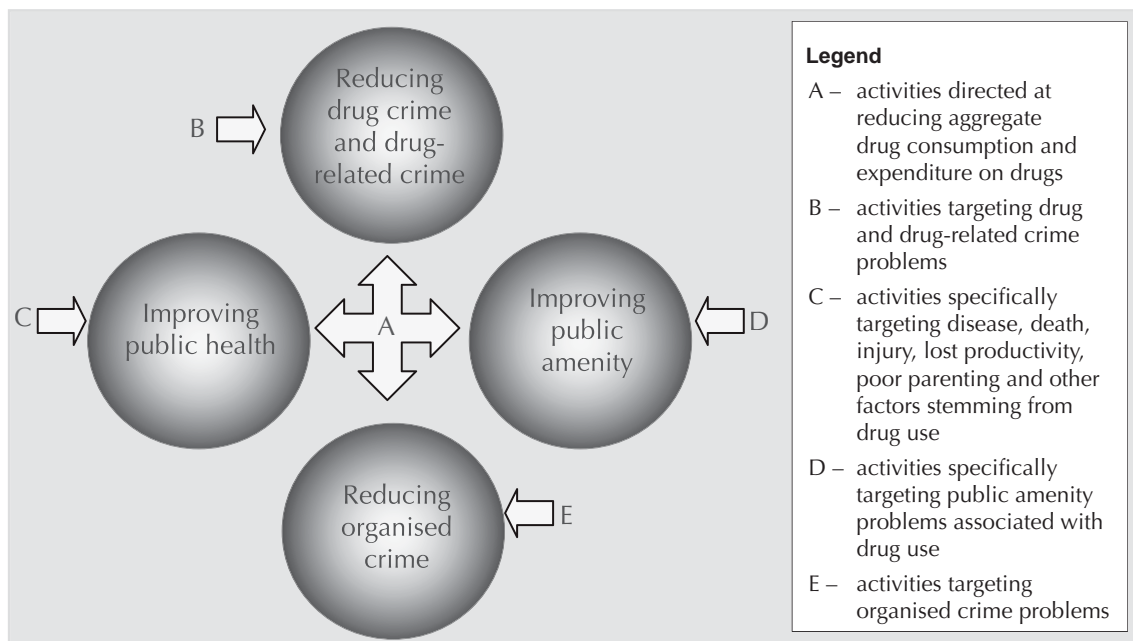 Reducing
drug crime
and drug-
related crime
B
Improving
public health
C
A
Improving
public
amenity
D
Reducing
organised
crime
E
Legend
A – activities directed at
reducing aggregate
drug consumption and
expenditure on drugs
B – activities targeting drug
and drug-related crime
problems
C – activities specifically
targeting disease, death,
injury, lost productivity,
poor parenting and other
factors stemming from
drug use
D – activities specifically
targeting public amenity
problems associated with
drug use
E – activities targeting
organised crime problems